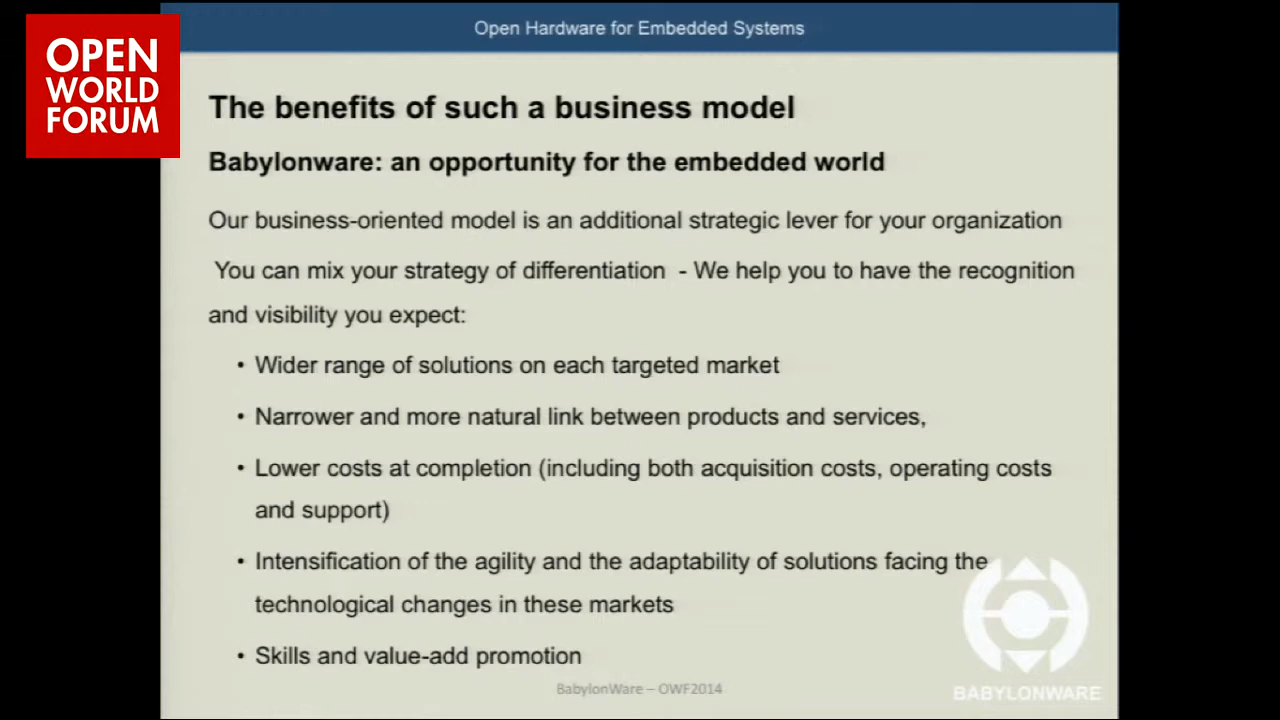 Open Hardware for Embedded Systems
OPEN
WORLD
FORUM
The benefits of such a business model
Babylonware: an opportunity for the embedded world
Our business-oriented model is an additional strategic lever for your organization
You can mix your strategy of differentiation - We help you to have the recognition
and visibility you expect:
• Wider range of solutions on each targeted market
• Narrower and more natural link between products and services,
• Lower costs at completion (including both acquisition costs, operating costs
and support)
• Intensification of the agility and the adaptability of solutions facing the
technological changes in these markets
• Skills and value-add promotion
BabylonWare – OWF2014
BABYLONWARE